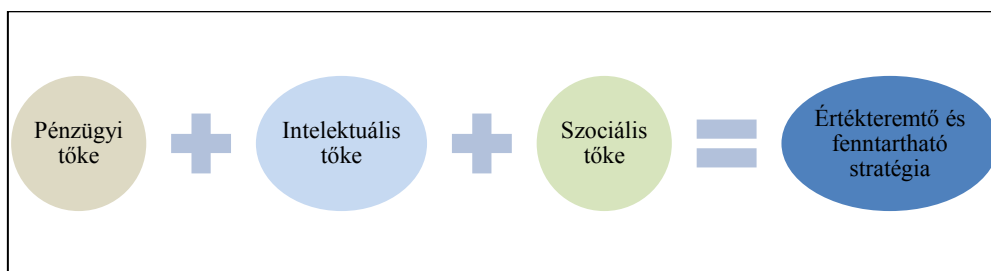 Pénzügyi
tőke
Intelektuális
tőke
Szociális
tőke
Értékteremtő és
fenntartható
stratégia